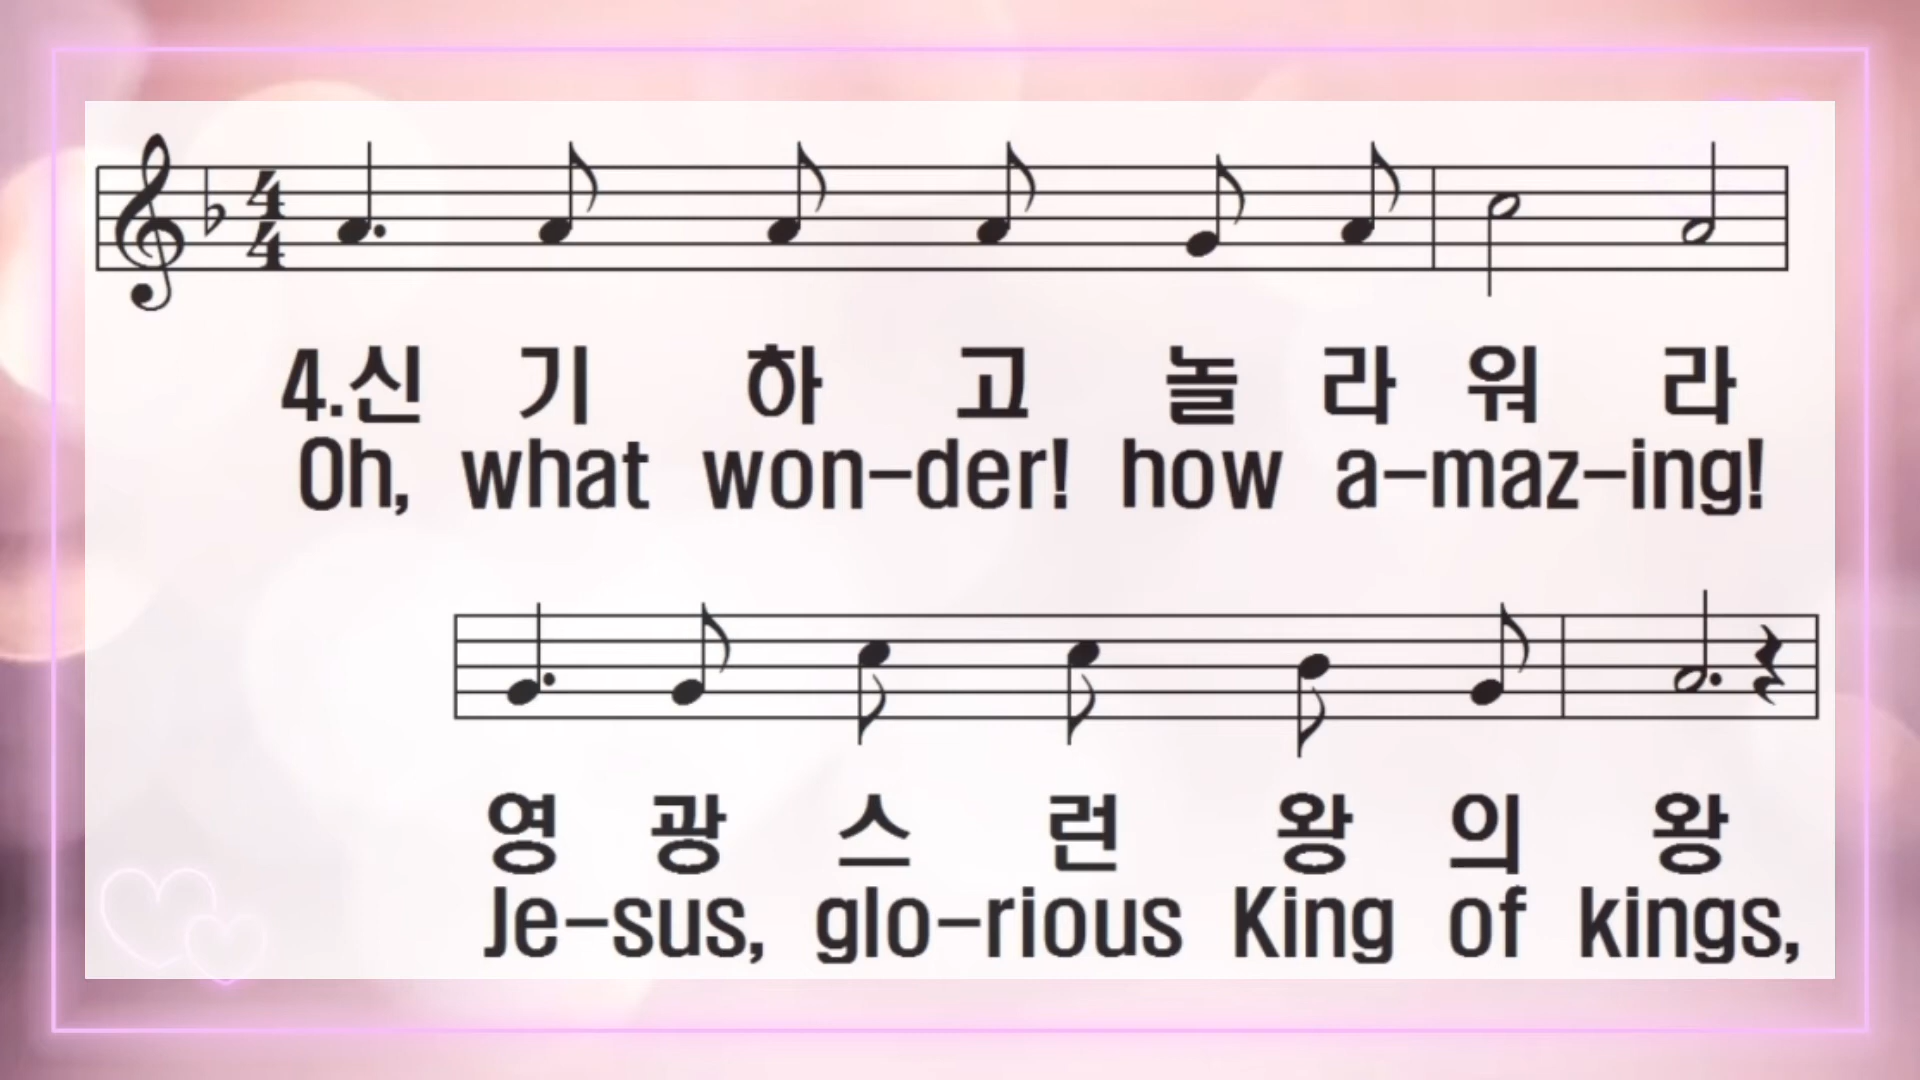 4.신 기 하 고 놀 라 워 라
Oh, what won-der! how a-maz-ing!
영 광 스 런 왕 의 왕
Je-sus, glo-rious King of kings,